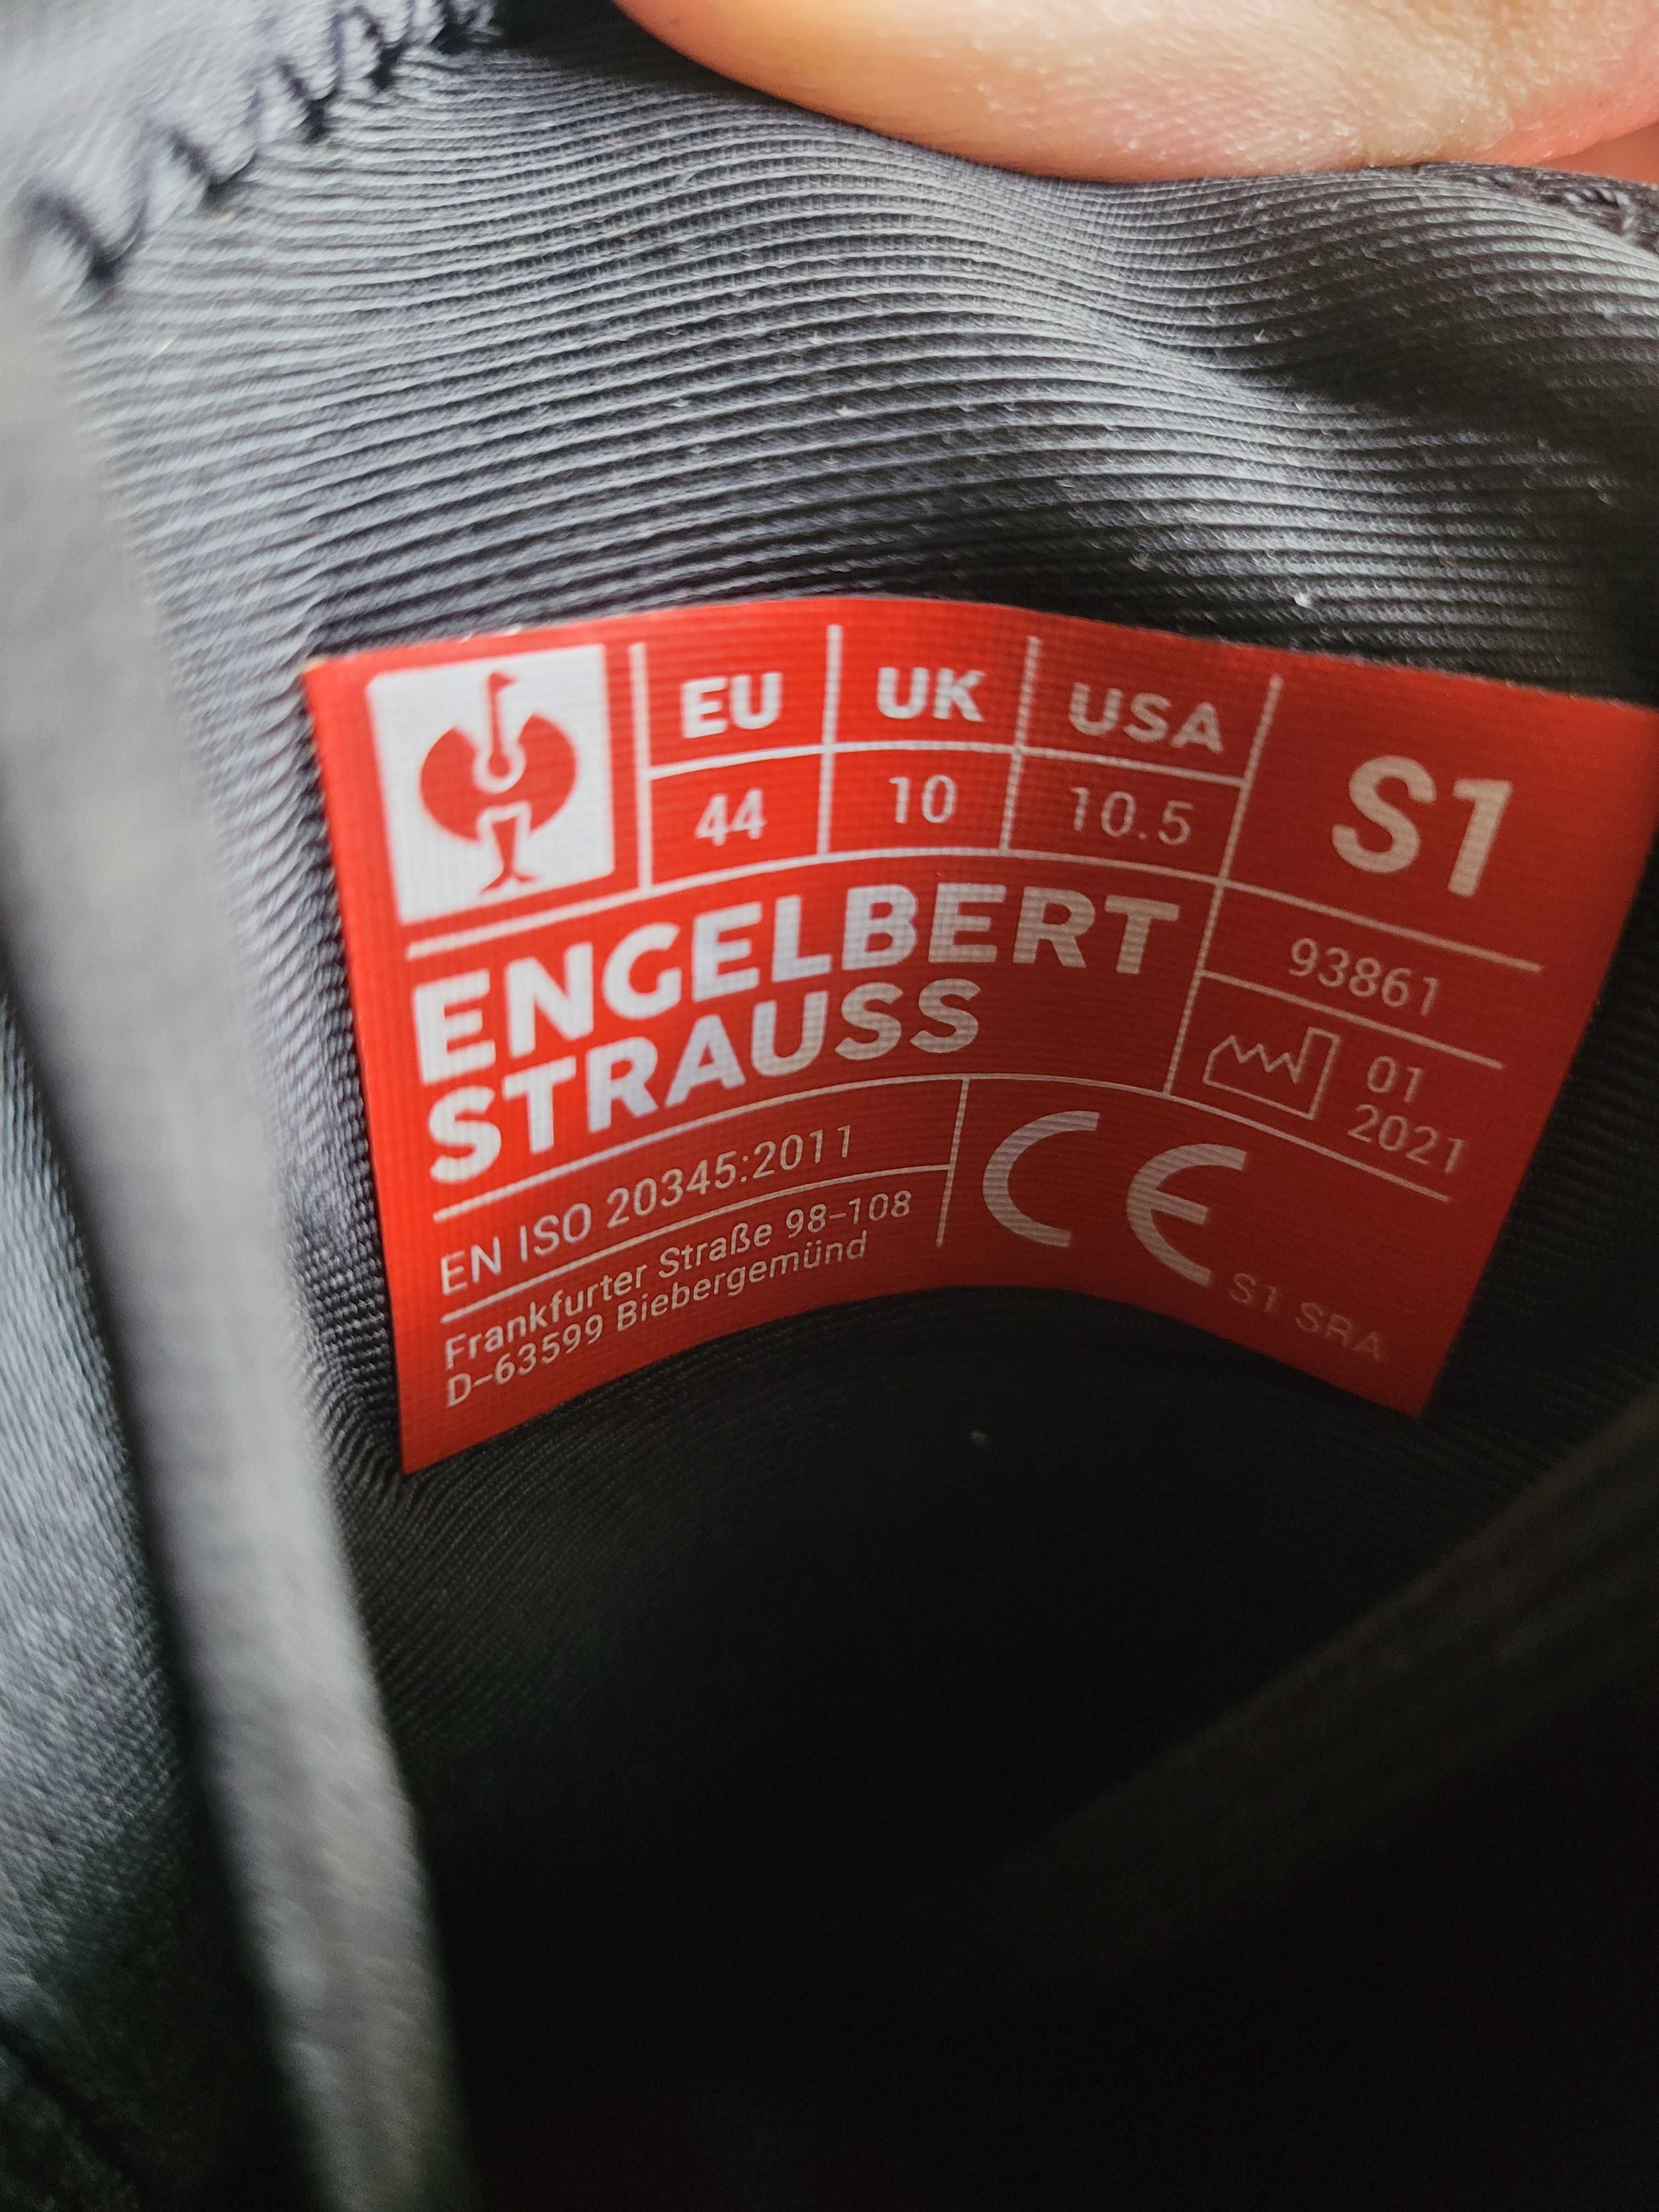 EU UK USA
44 10 10.5
S1
ENGELBERT
STRAUSS
93861
01
2021
EN ISO 20345:2011
Frankfurter Straße 98-108
D-63599 Biebergemünd
CE
S1 SRA